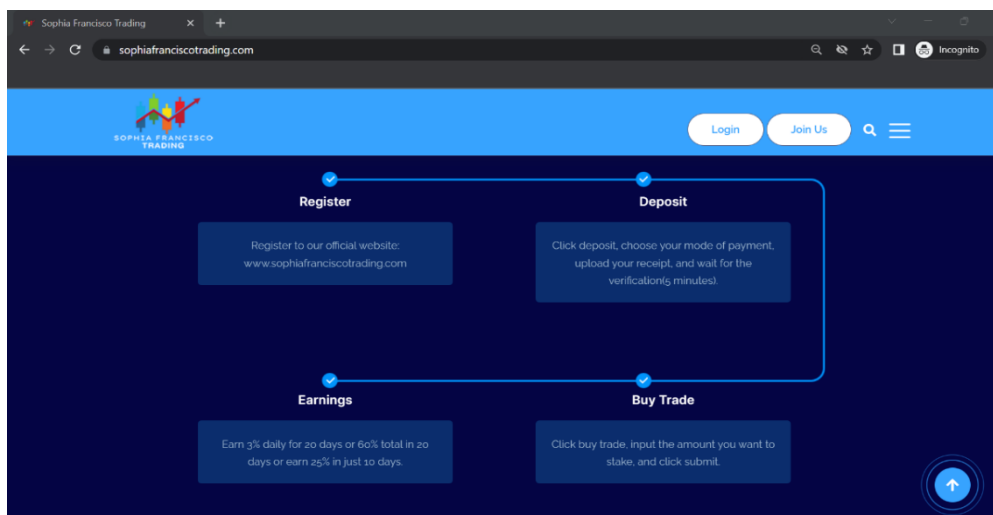 Sophia Francisco Trading
sophiafranciscotrading.com
Incognito
SOPHIA FRANCISCO
TRADING
Login
Join Us
Register
Deposit
Register to our official website:
www.sophiafranciscotrading.com
Click deposit, choose your mode of payment,
upload your receipt, and wait for the
verification(5 minutes).
Earnings
Buy Trade
Earn 3% daily for 20 days or 60% total in 20
days or earn 25% in just 10 days.
Click buy trade, input the amount you want to
stake, and click submit.